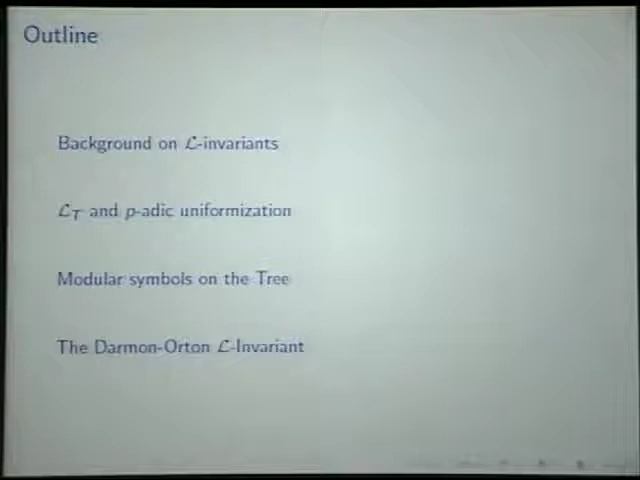 Outline
Background on ℒ-invariants
ℒ_T and p-adic uniformization
Modular symbols on the Tree
The Darmon-Orton ℒ-Invariant